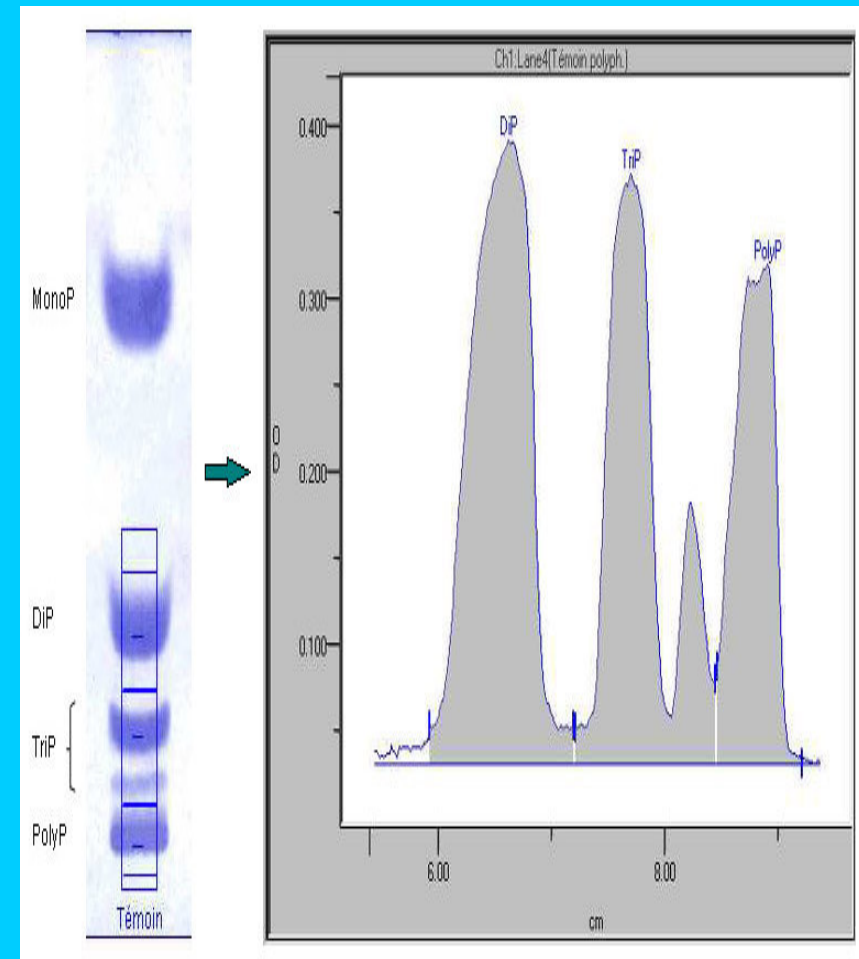 MonoP
DiP
TriP
PolyP
Témoin
Ch1:Lane4(Témoin polyph.)
DiP
TriP
PolyP
0.400
0.300
0.200
0.100
O
D
6.00
8.00
cm